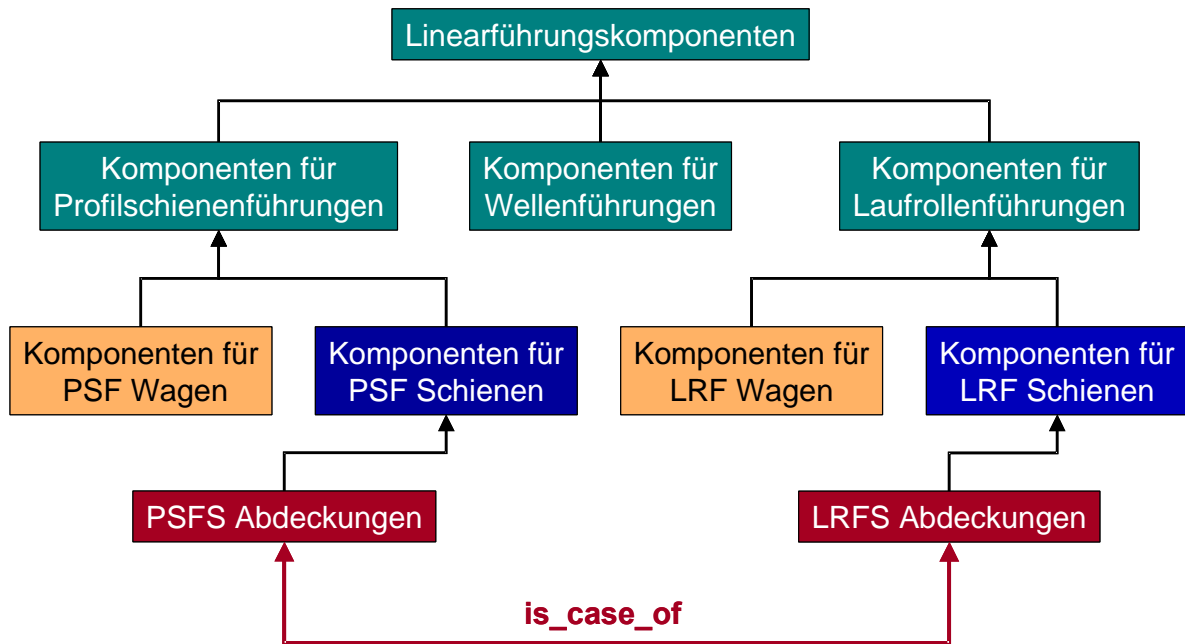 Linearführungskomponenten
Komponenten für
Profilschienenführungen
Komponenten für
Wellenführungen
Komponenten für
Laufrollenführungen
Komponenten für
PSF Wagen
Komponenten für
PSF Schienen
Komponenten für
LRF Wagen
Komponenten für
LRF Schienen
PSFS Abdeckungen
LRFS Abdeckungen
is_case_of